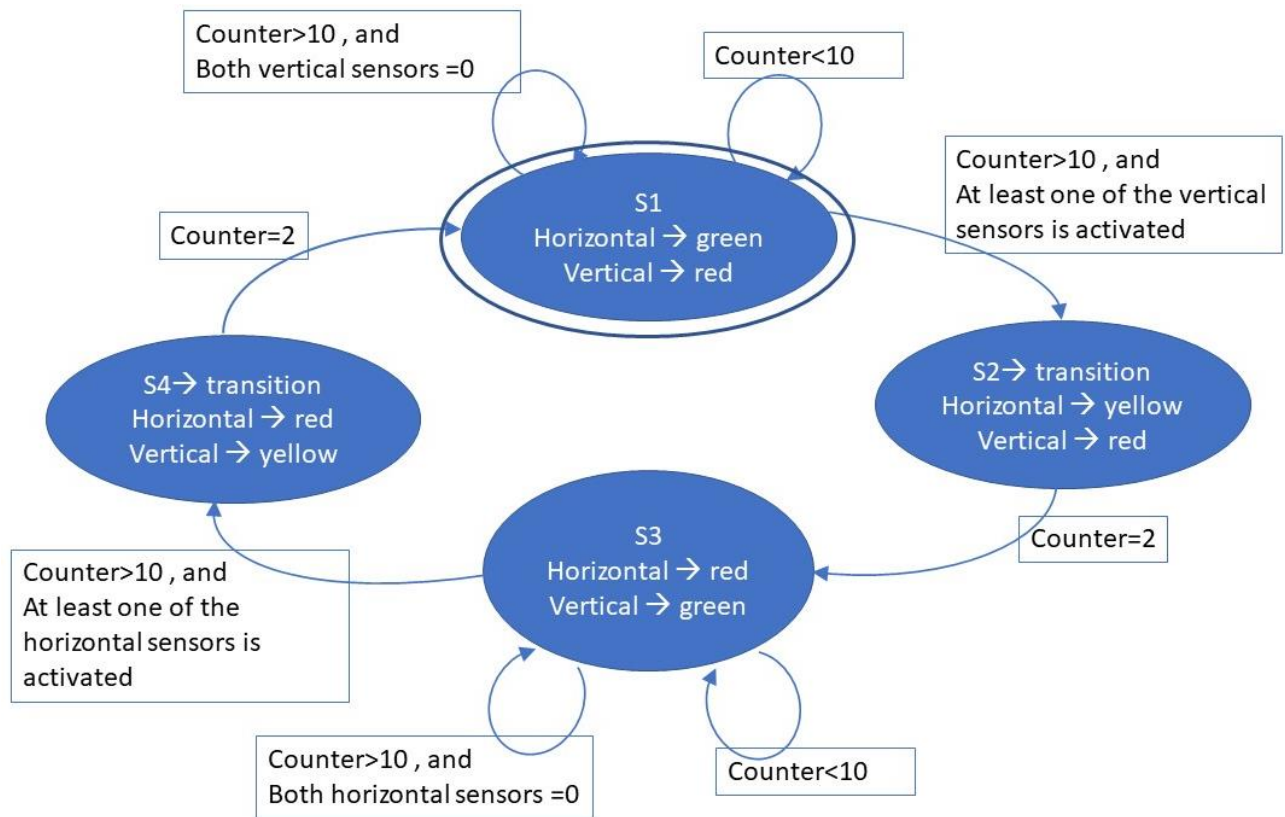 Counter>10 , and
Both vertical sensors =0
Counter<10
Counter>10 , and
At least one of the vertical
sensors is activated
S1
Horizontal → green
Vertical → red
Counter=2
S4→ transition
Horizontal → red
Vertical → yellow
S2→ transition
Horizontal → yellow
Vertical → red
S3
Horizontal → red
Vertical → green
Counter=2
Counter>10 , and
At least one of the
horizontal sensors is
activated
Counter>10 , and
Both horizontal sensors =0
Counter<10